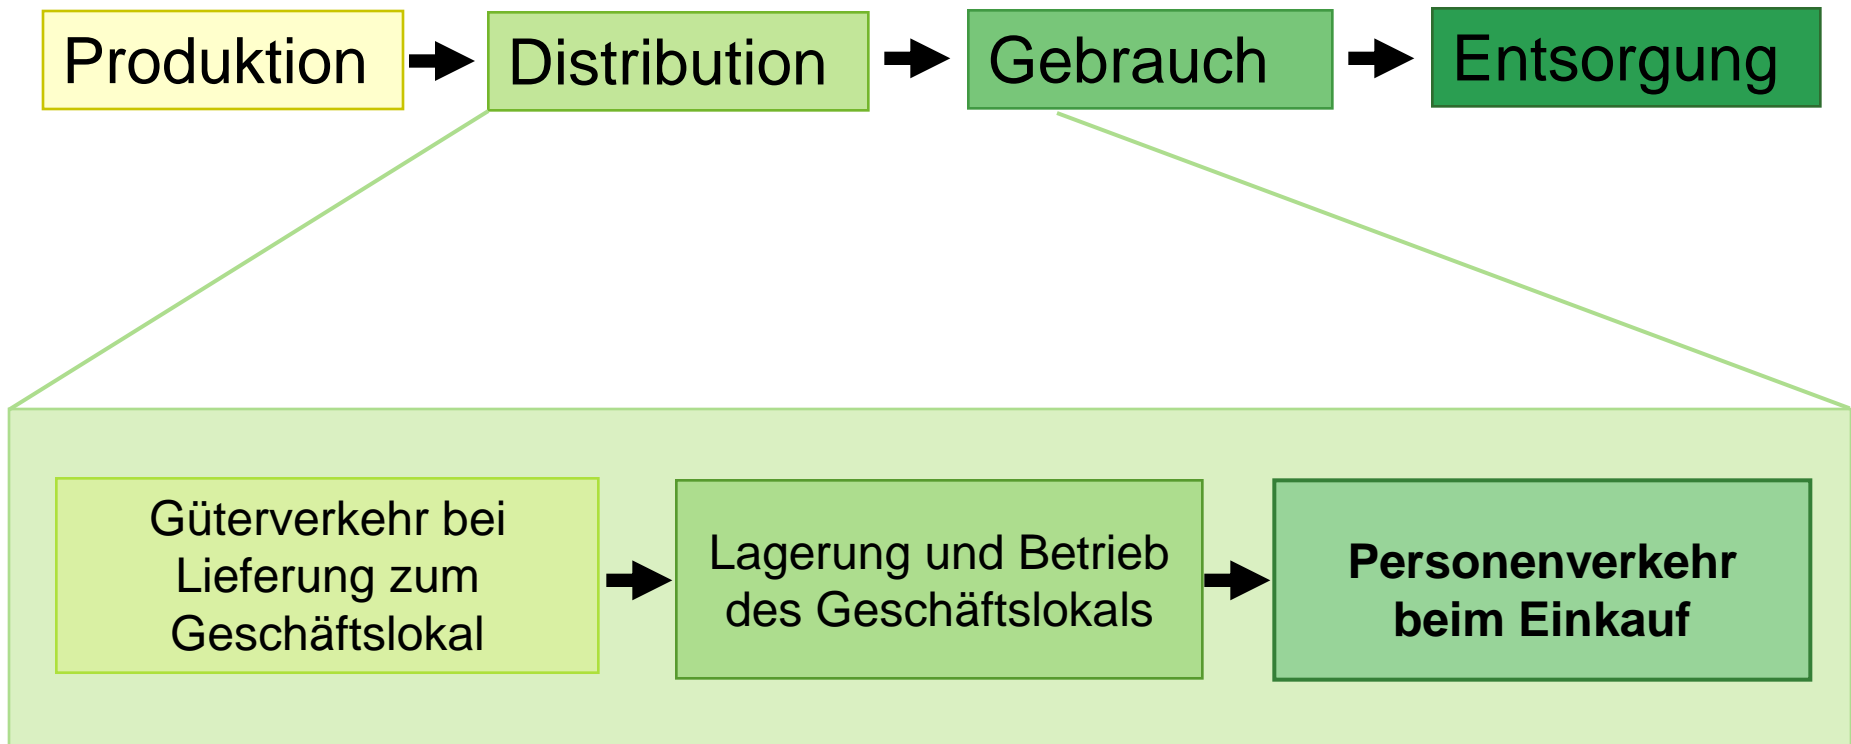 Produktion
Distribution
Gebrauch
Entsorgung
Güterverkehr bei
Lieferung zum
Geschäftslokal
Lagerung und Betrieb
des Geschäftslokals
Personenverkehr
beim Einkauf